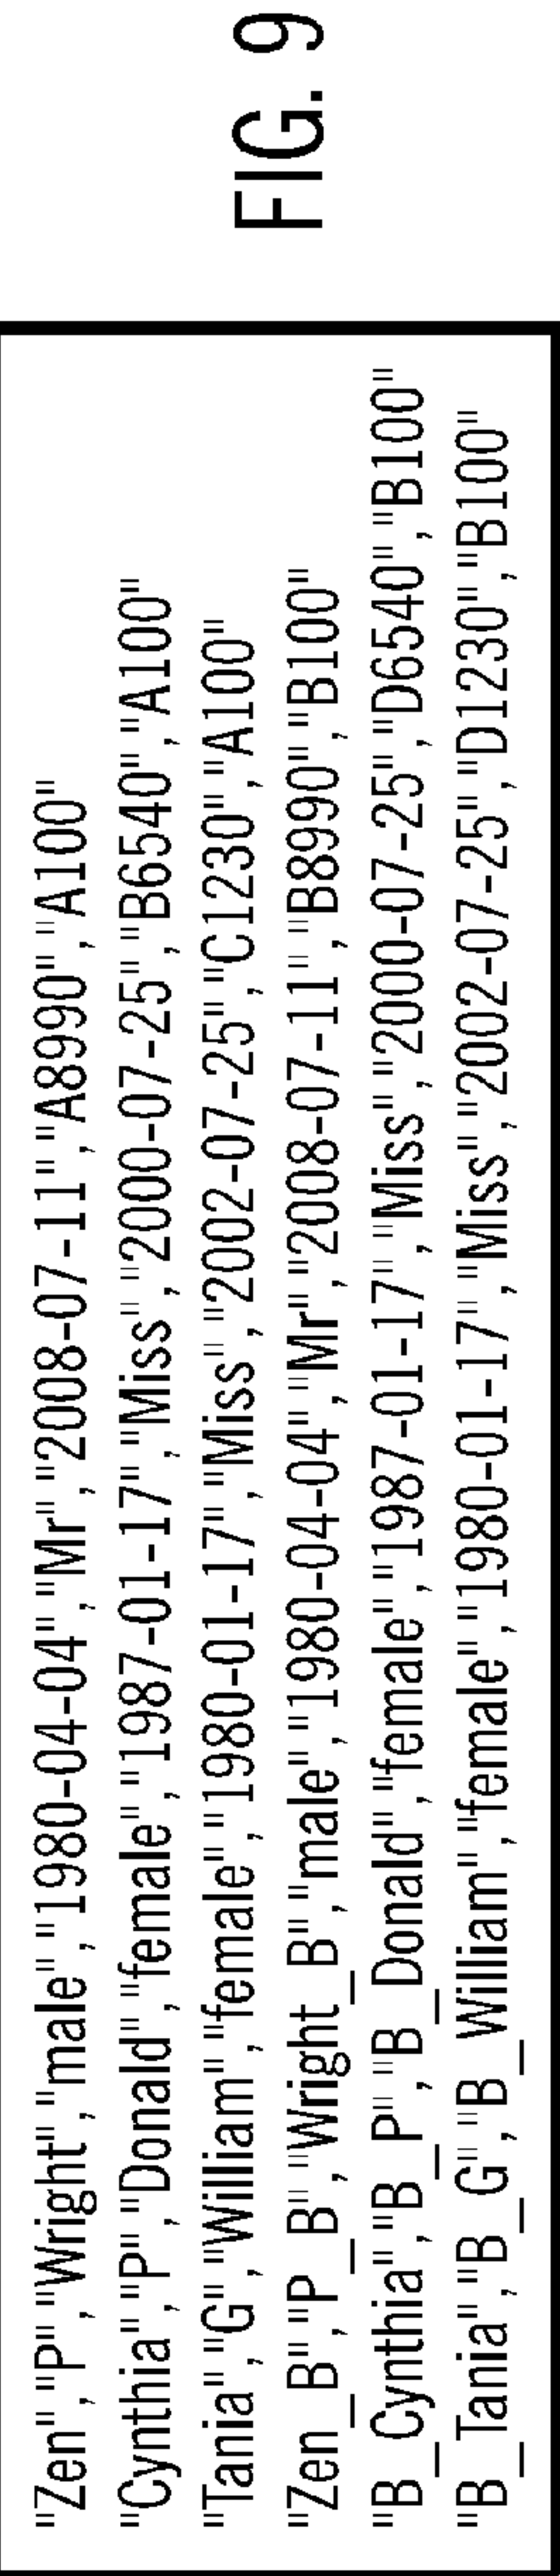 "Zen","P","Wright","male","1980-04-04","Mr","2008-07-11","A8990","A100"
"Cynthia","P","Donald","female","1987-01-17","Miss","2000-07-25","B6540","A100"
"Tania","G","William","female","1980-01-17","Miss","2002-07-25","C1230","A100"
"Zen_B","P_B","Wright_B","male","1980-04-04","Mr","2008-07-11","B8990","B100"
"B_Cynthia","B_P","B_Donald","female","1987-01-17","Miss","2000-07-25","D6540","B100"
"B_Tania","B_G","B_William","female","1980-01-17","Miss","2002-07-25","D1230","B100"
FIG. 9